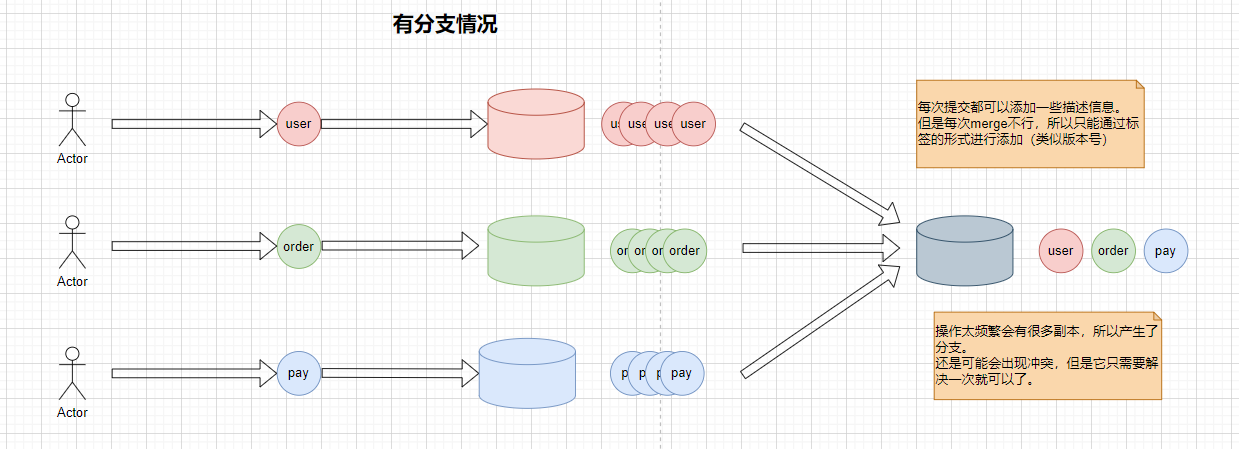 有分支情况
Actor
user
us
use
use
user
每次提交都可以添加一些描述信息。
但是每次merge不行，所以只能通过标
签的形式进行添加（类似版本号）
Actor
order
or
or
or
order
user
order
pay
Actor
pay
p
p
p
pay
操作太频繁会有很多副本，所以产生了
分支。
还是可能会出现冲突，但是它只需要解
决一次就可以了。